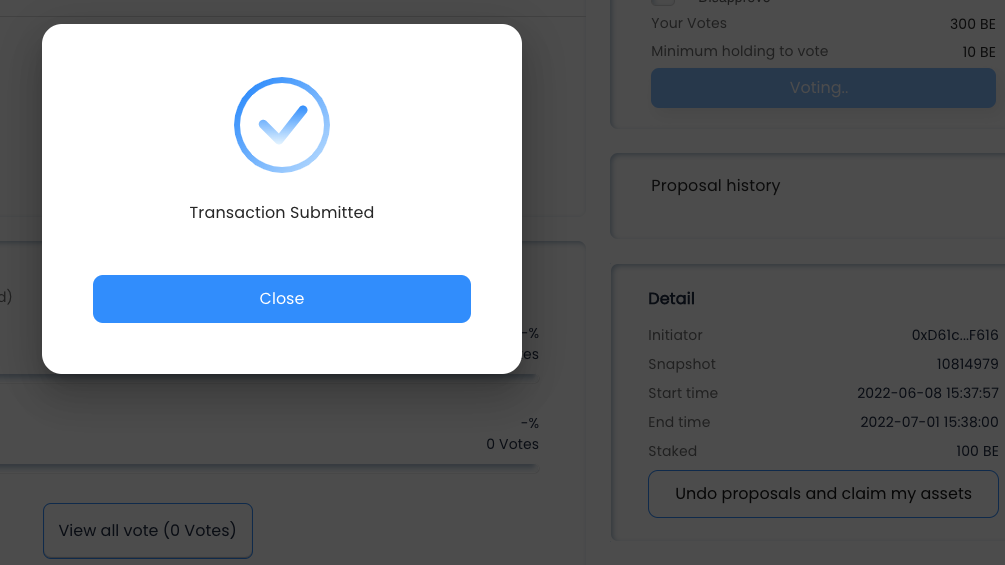 Transaction Submitted
Close
d)
-%
es
-%
0 Votes
View all vote (0 Votes)
Disapprove
Your Votes 300 BE
Minimum holding to vote 10 BE
Voting..
Proposal history
Detail
Initiator 0xD61c...F616
Snapshot 10814979
Start time 2022-06-08 15:37:57
End time 2022-07-01 15:38:00
Staked 100 BE
Undo proposals and claim my assets